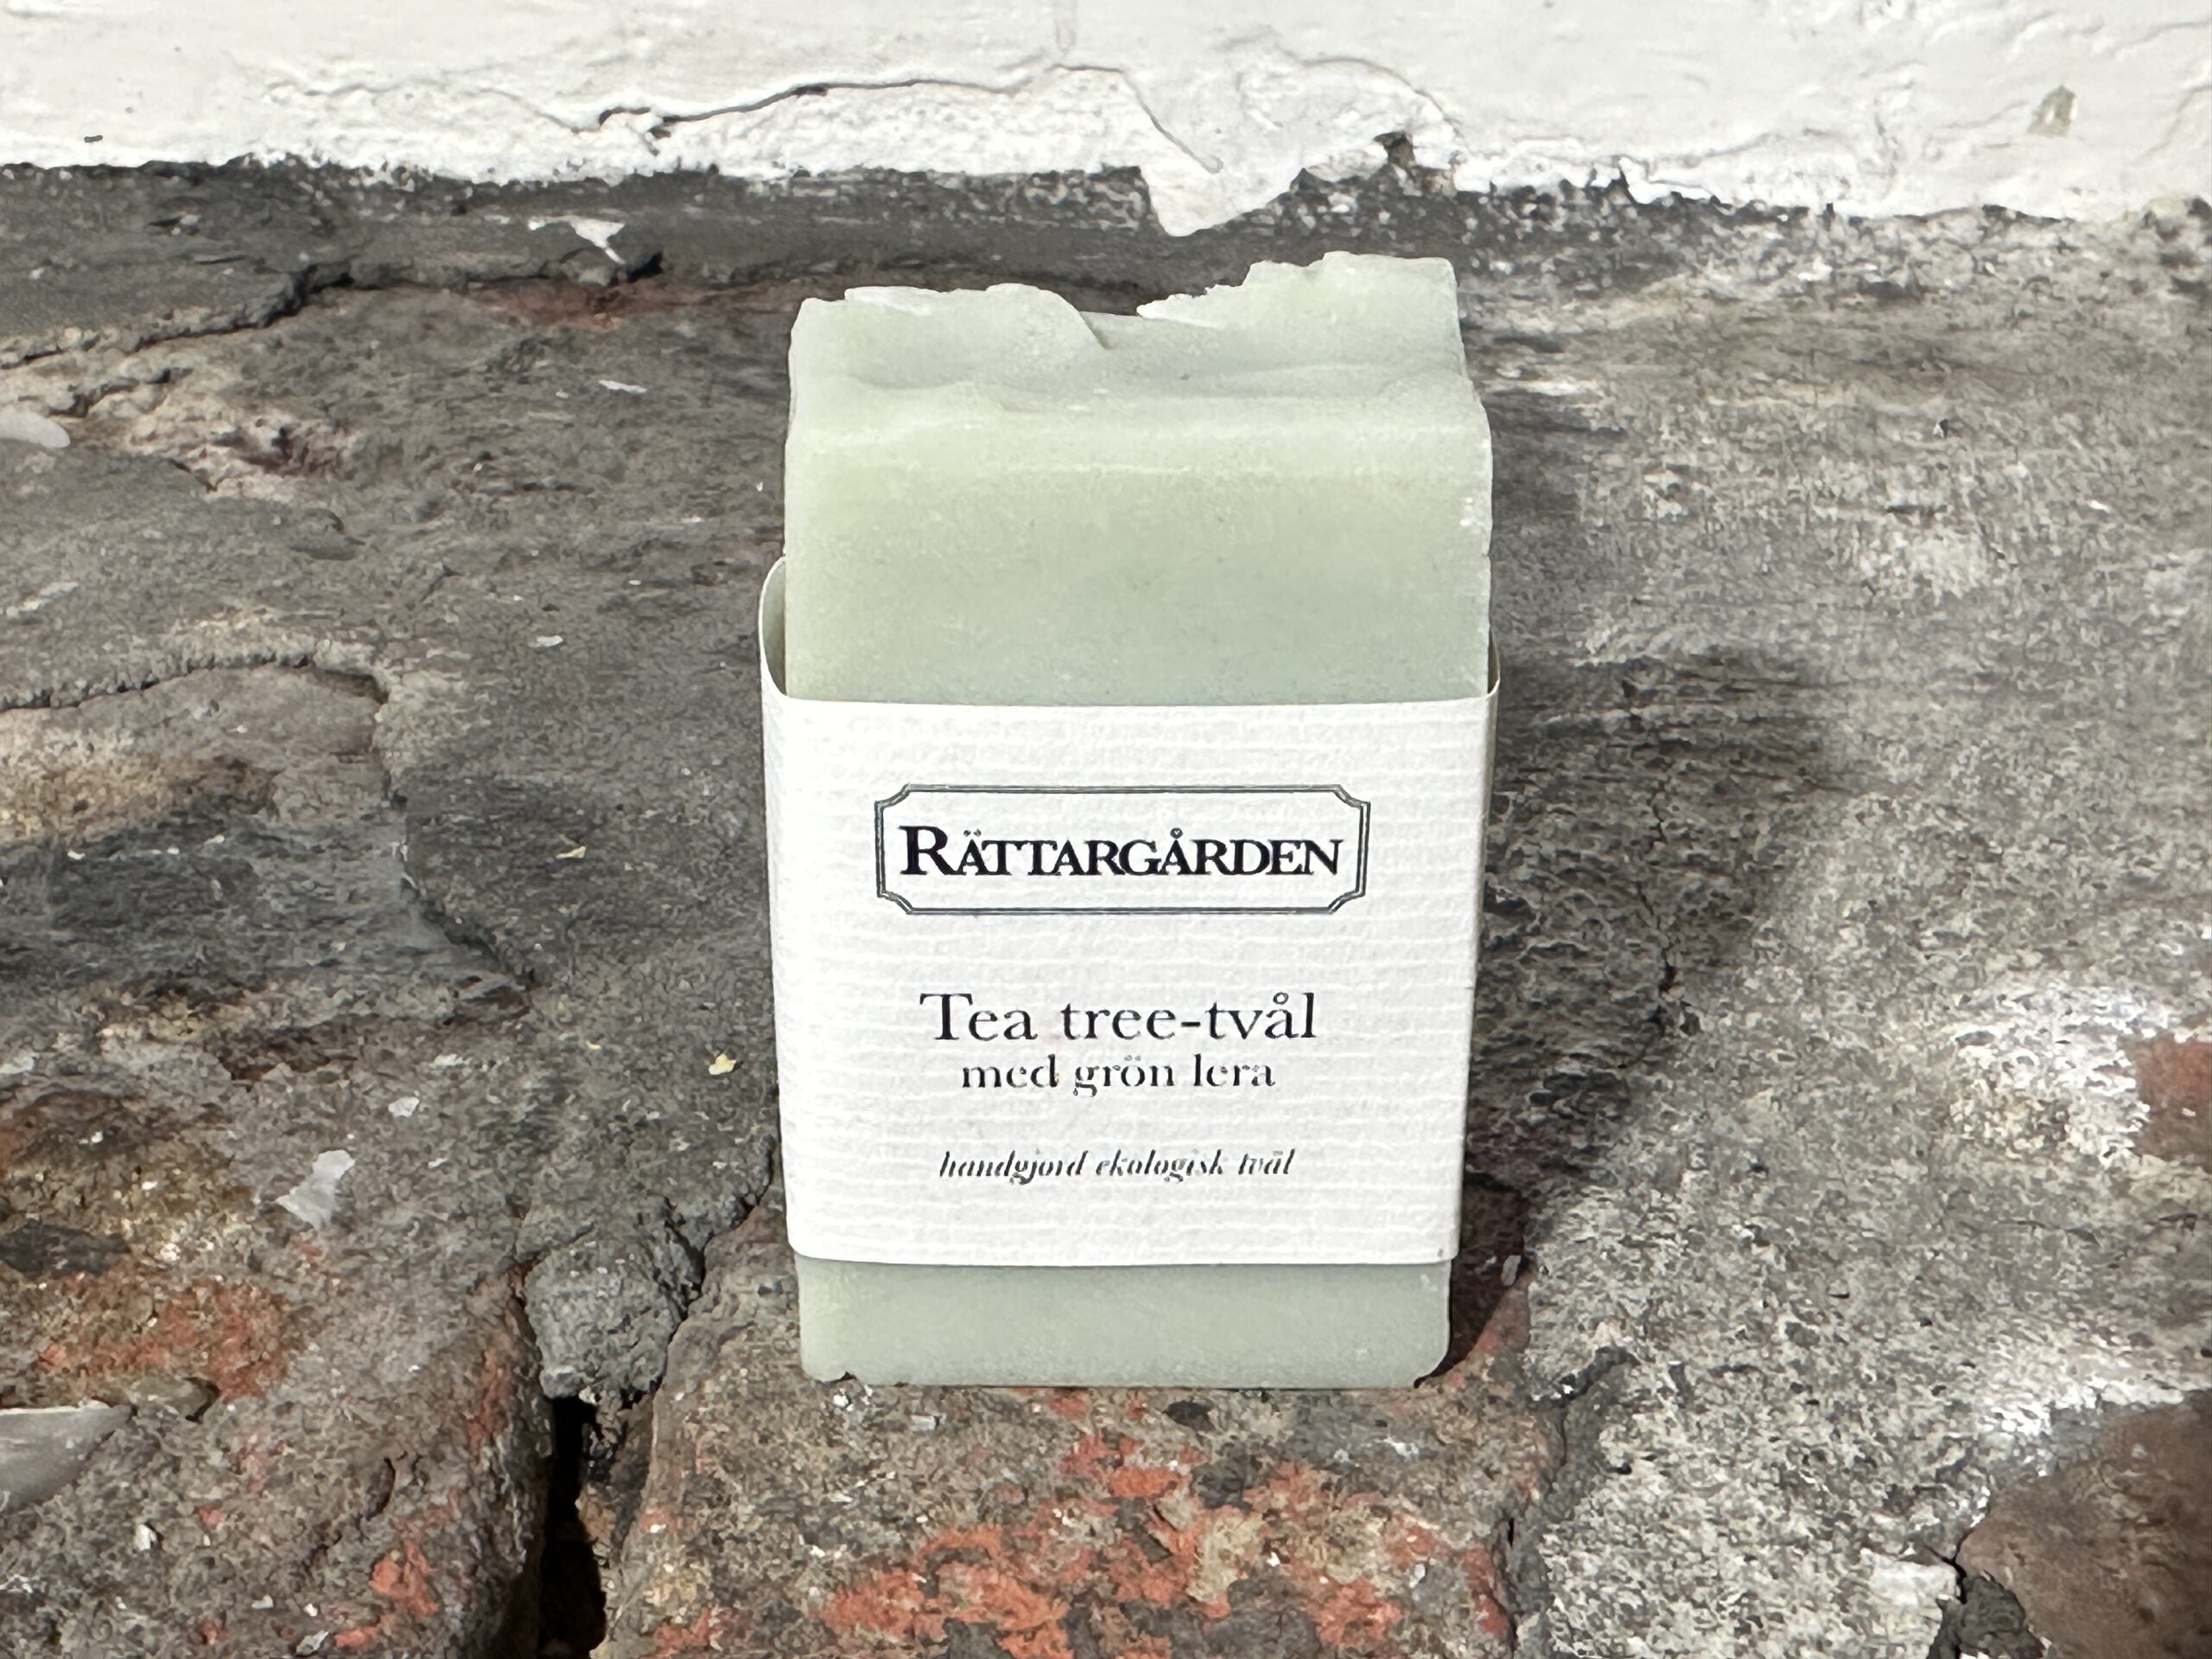 RÄTTARGÅRDEN
Tea tree-tvål
med grön lera
handgjord ekologisk tvål